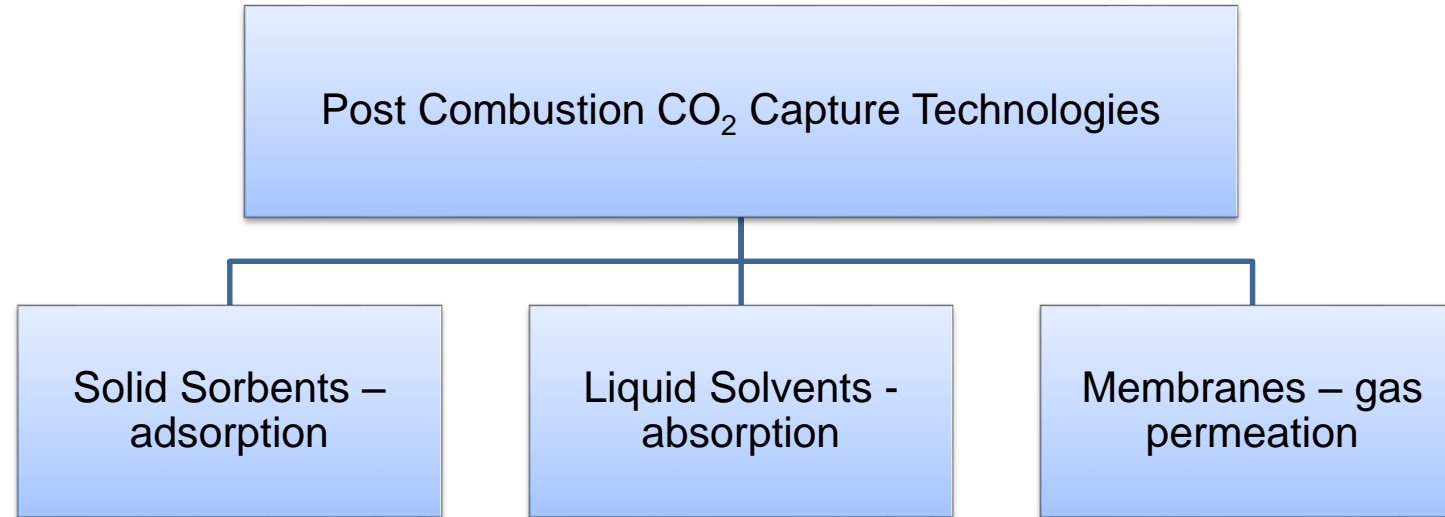 Post Combustion CO₂ Capture Technologies
Solid Sorbents –
adsorption
Liquid Solvents -
absorption
Membranes – gas
permeation